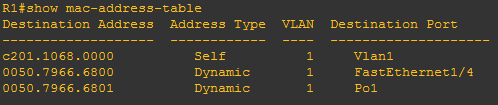 R1#show mac-address-table
Destination Address  Address Type  VLAN  Destination Port
-------------------  ------------  ----  --------------------
c201.1068.0000          Self          1     Vlan1
0050.7966.6800          Dynamic       1     FastEthernet1/4
0050.7966.6801          Dynamic       1     Po1